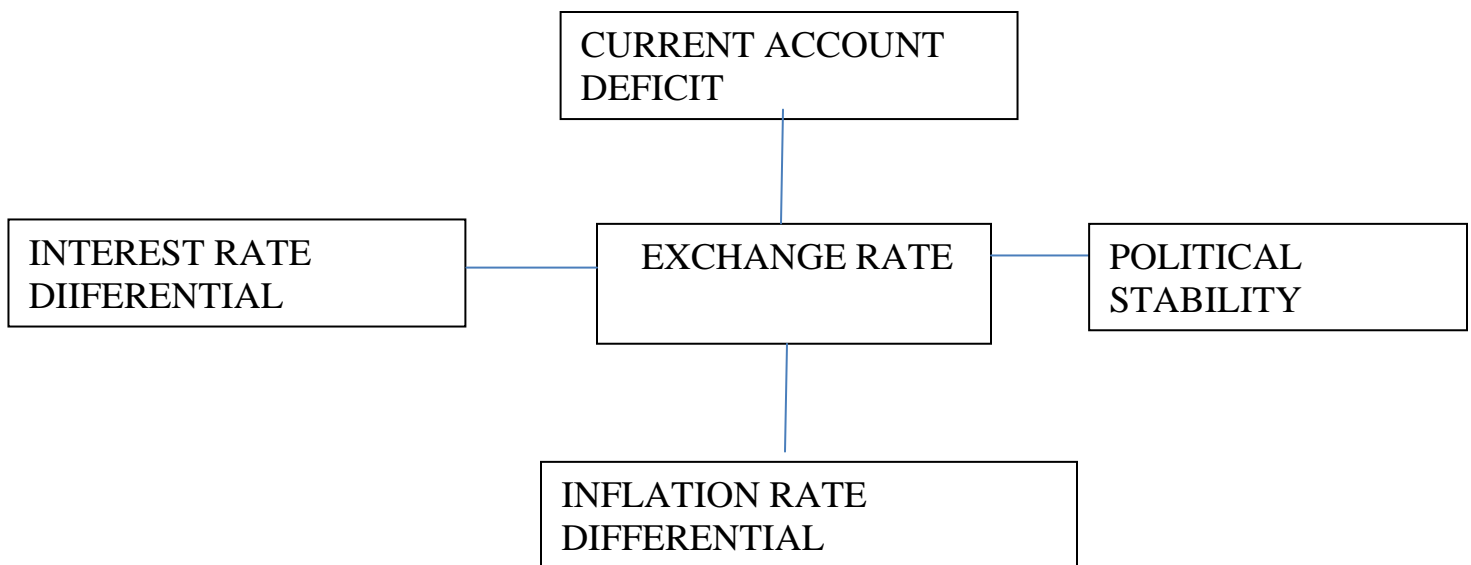 CURRENT ACCOUNT
DEFICIT
INTEREST RATE
DIIFERENTIAL
EXCHANGE RATE
POLITICAL
STABILITY
INFLATION RATE
DIFFERENTIAL